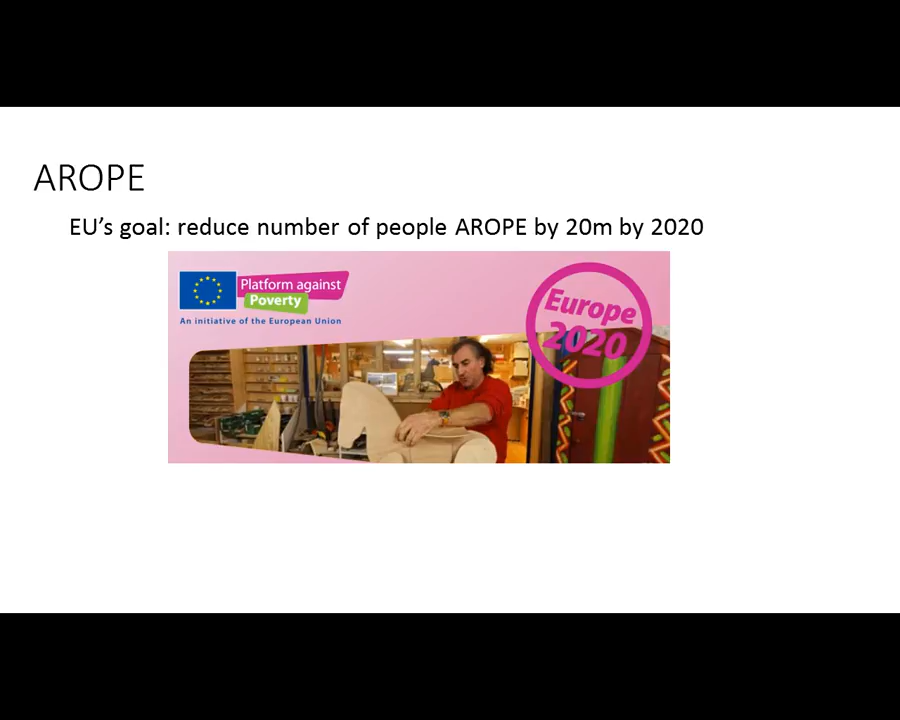 AROPE
EU’s goal: reduce number of people AROPE by 20m by 2020
Platform against
Poverty
An initiative of the European Union
Europe
2020